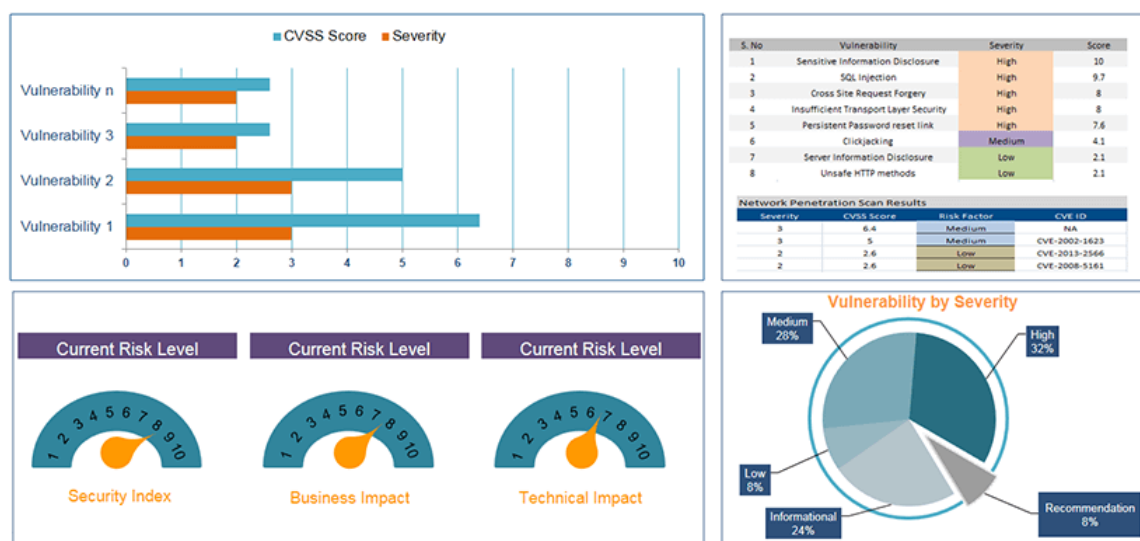 CVSS Score Severity
Vulnerability n
Vulnerability 3
Vulnerability 2
Vulnerability 1
0 1 2 3 4 5 6 7 8 9 10
S. No Vulnerability Severity Score
1 Sensitive Information Disclosure High 10
2 SQL Injection High 9.7
3 Cross Site Request Forgery High 8
4 Insufficient Transport Layer Security High 8
5 Persistent Password reset link High 7.6
6 Clickjacking Medium 4.1
7 Server Information Disclosure Low 2.1
8 Unsafe HTTP methods Low 2.1
Network Penetration Scan Results
Severity CVSS Score Risk Factor CVE ID
3 6.4 Medium NA
3 5 Medium CVE-2002-1623
2 2.6 Low CVE-2013-2566
2 2.6 Low CVE-2008-5161
Current Risk Level
1 2 3 4 5 6 7 8 9 10
Security Index
Current Risk Level
1 2 3 4 5 6 7 8 9 10
Business Impact
Current Risk Level
1 2 3 4 5 6 7 8 9 10
Technical Impact
Vulnerability by Severity
Medium
28%
High
32%
Low
8%
Informational
24%
Recommendation
8%